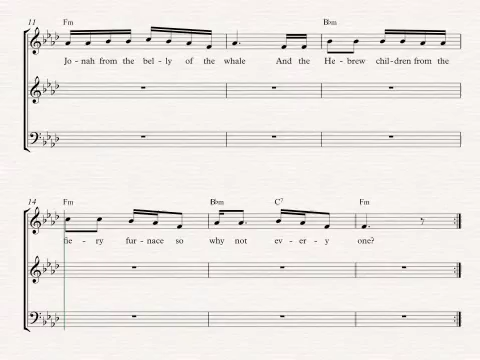 11 Fm B♭m
Jo - nah from the bel - ly of the whale And the He - brew chil - dren from the
14 Fm B♭m C7 Fm
fie - ry fur - nace so why not ev - er - y one?